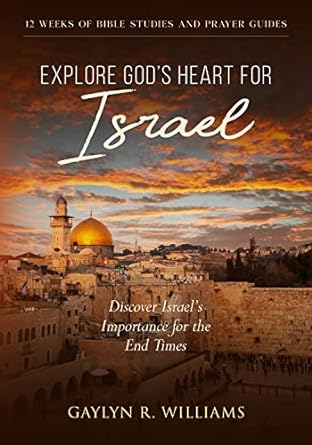 12 WEEKS OF BIBLE STUDIES AND PRAYER GUIDES
EXPLORE GOD'S HEART FOR
Israel
Discover Israel's
Importance for the
End Times
GAYLYN R. WILLIAMS